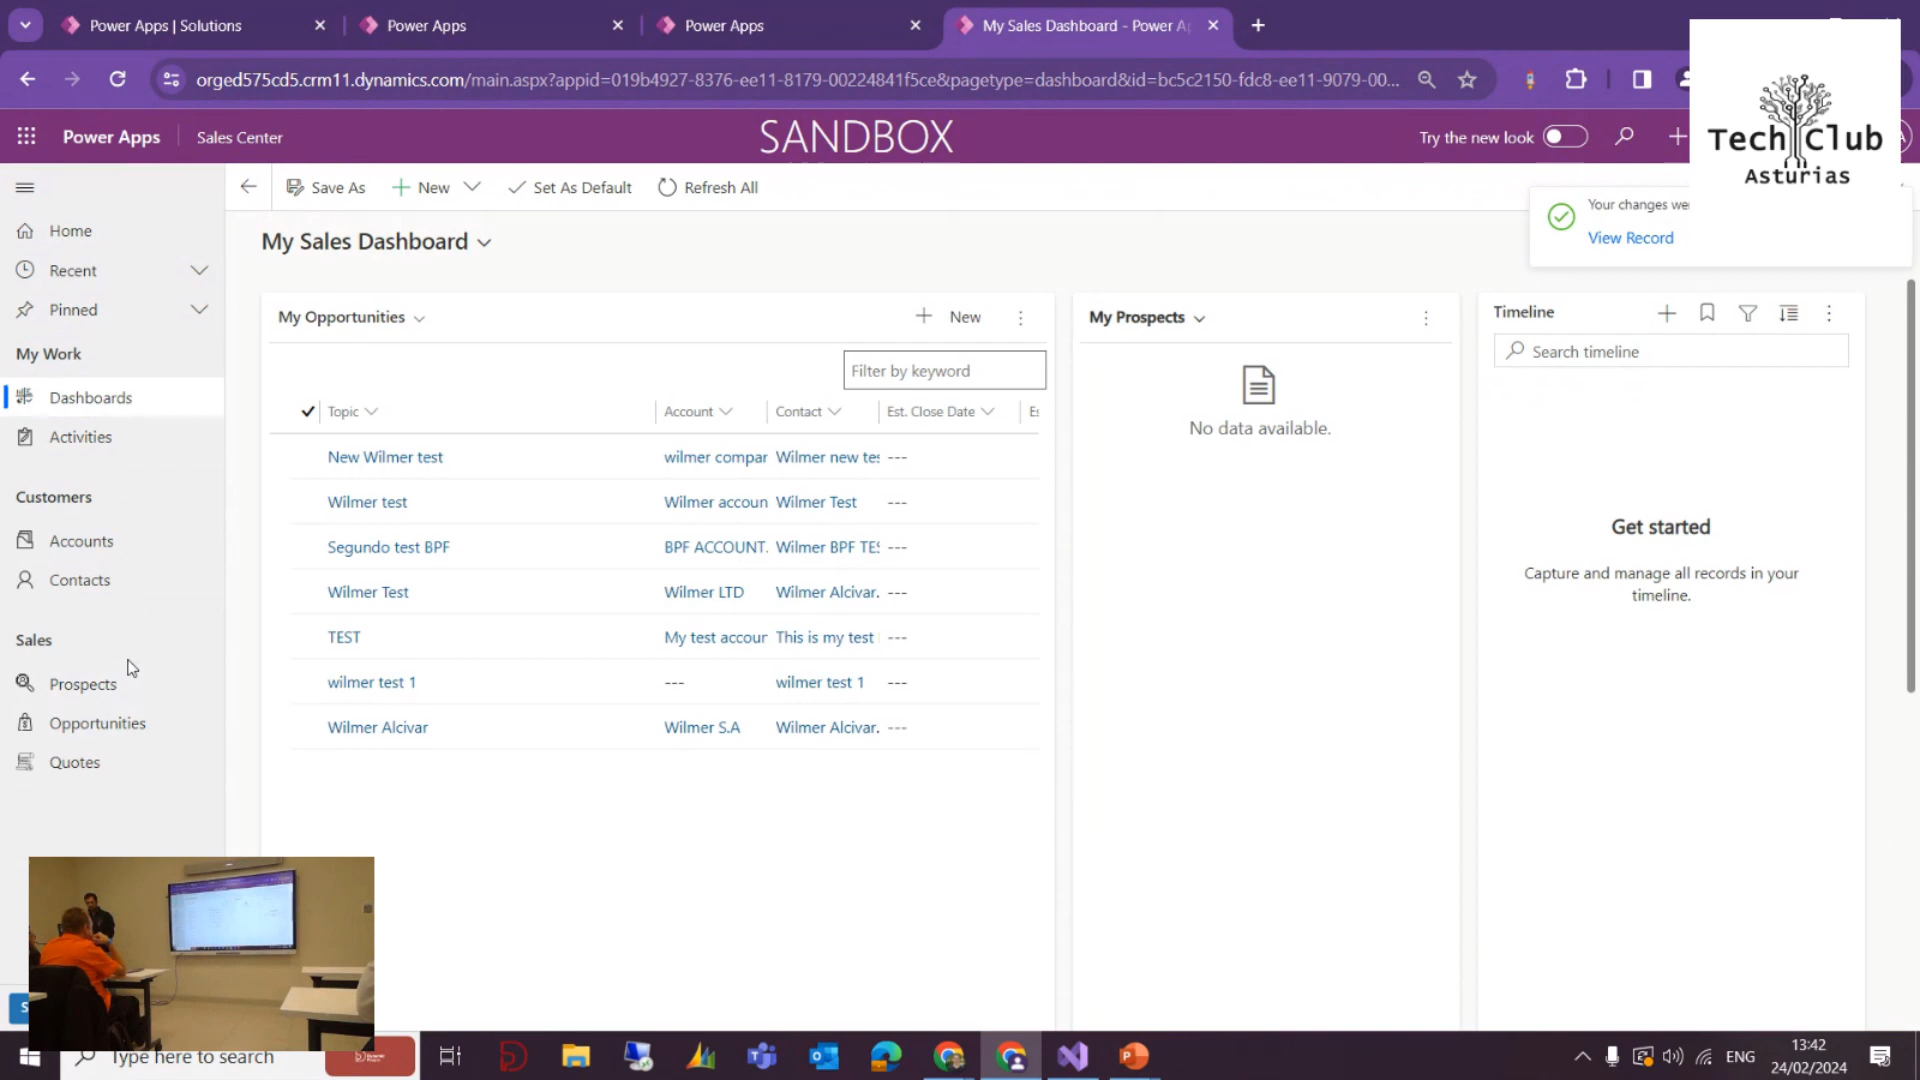 Power Apps | Solutions
Power Apps
Power Apps
My Sales Dashboard - Power A
orged575cd5.crm11.dynamics.com/main.aspx?appid=019b4927-8376-ee11-8179-00224841f5ce&pagetype=dashboard&id=bc5c2150-fdc8-ee11-9079-00...
Power Apps
Sales Center
SANDBOX
Try the new look
Tech Club
Asturias
Save As
New
Set As Default
Refresh All
Your changes we
View Record
Home
Recent
Pinned
My Work
Dashboards
Activities
Customers
Accounts
Contacts
Sales
Prospects
Opportunities
Quotes
My Sales Dashboard
My Opportunities
New
Filter by keyword
Topic Account Contact Est. Close Date Es
New Wilmer test wilmer compar Wilmer new tes ---
Wilmer test Wilmer accoun Wilmer Test ---
Segundo test BPF BPF ACCOUNT. Wilmer BPF TES ---
Wilmer Test Wilmer LTD Wilmer Alcivar. ---
TEST My test accour This is my test ---
wilmer test 1 --- wilmer test 1 ---
Wilmer Alcivar Wilmer S.A Wilmer Alcivar. ---
My Prospects
No data available.
Timeline
Search timeline
Get started
Capture and manage all records in your
timeline.
S
Type here to search
ENG
13:42
24/02/2024